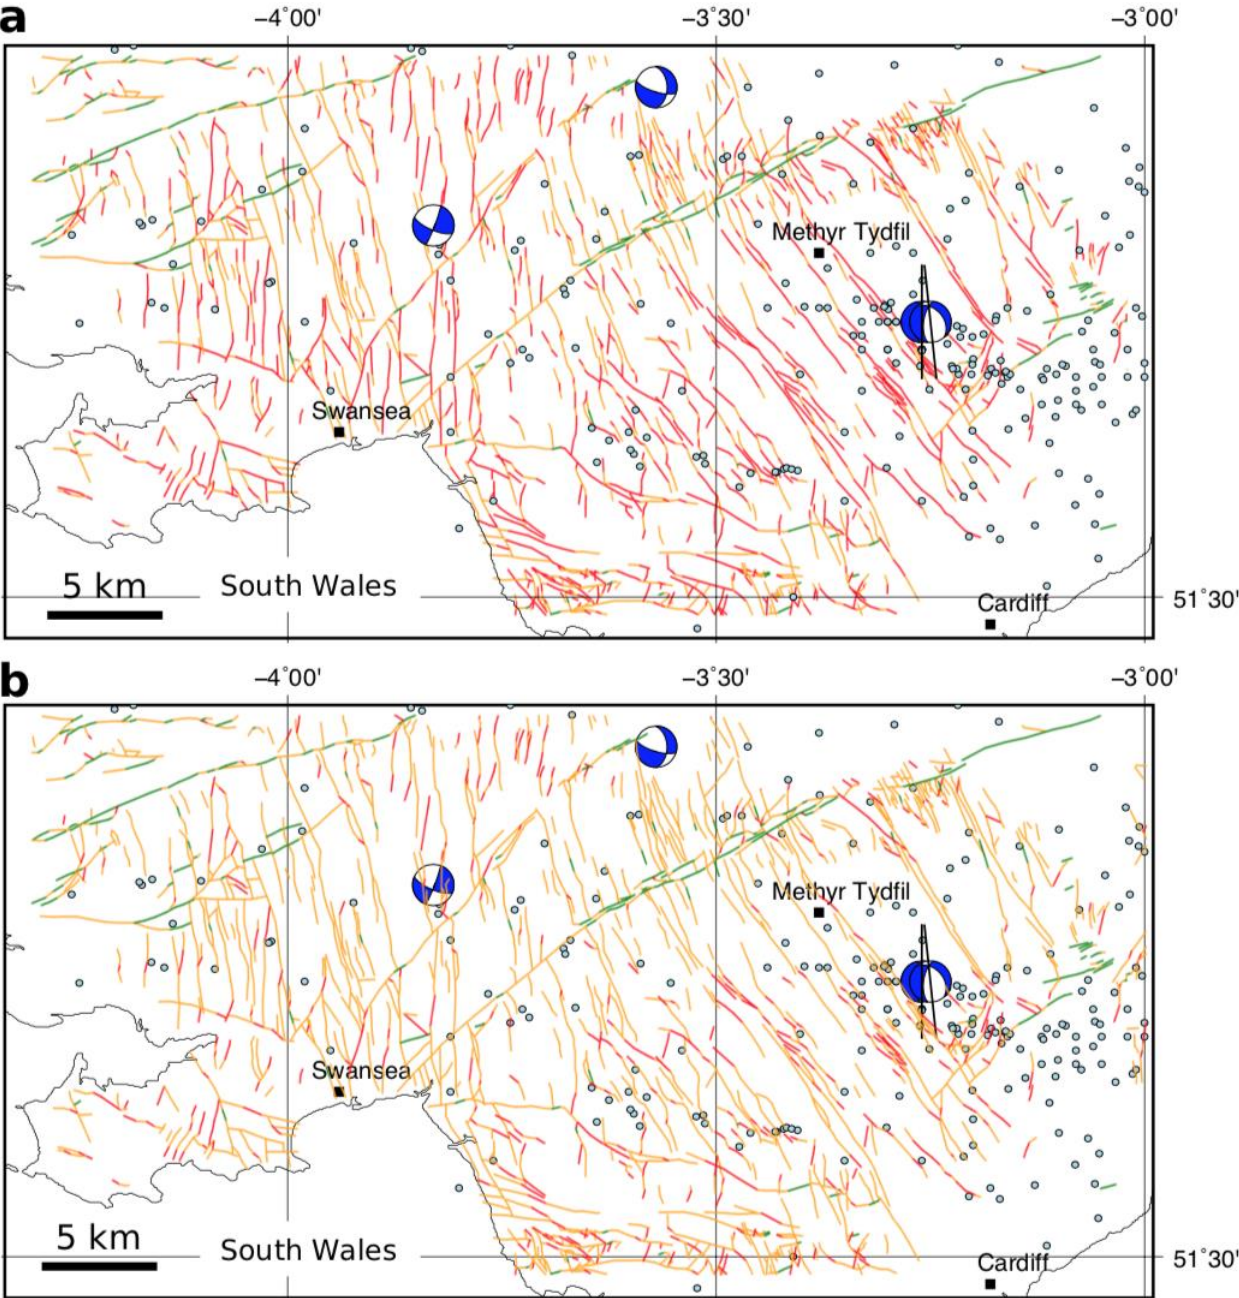 a
−4˚00' −3˚30' −3˚00'
Methyr Tydfil
Swansea
5 km South Wales
51˚30'
Cardiff
b
−4˚00' −3˚30' −3˚00'
Methyr Tydfil
Swansea
5 km South Wales
51˚30'
Cardiff